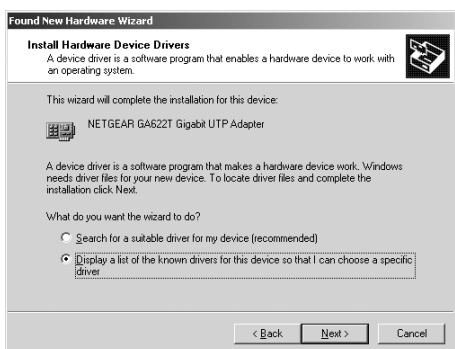 Found New Hardware Wizard
Install Hardware Device Drivers
A device driver is a software program that enables a hardware device to work with
an operating system.
This wizard will complete the installation for this device:
NETGEAR GA622T Gigabit UTP Adapter
A device driver is a software program that makes a hardware device work. Windows
needs driver files for your new device. To locate driver files and complete the
installation click Next.
What do you want the wizard to do?
Search for a suitable driver for my device (recommended)
Display a list of the known drivers for this device so that I can choose a specific
driver
< Back Next > Cancel